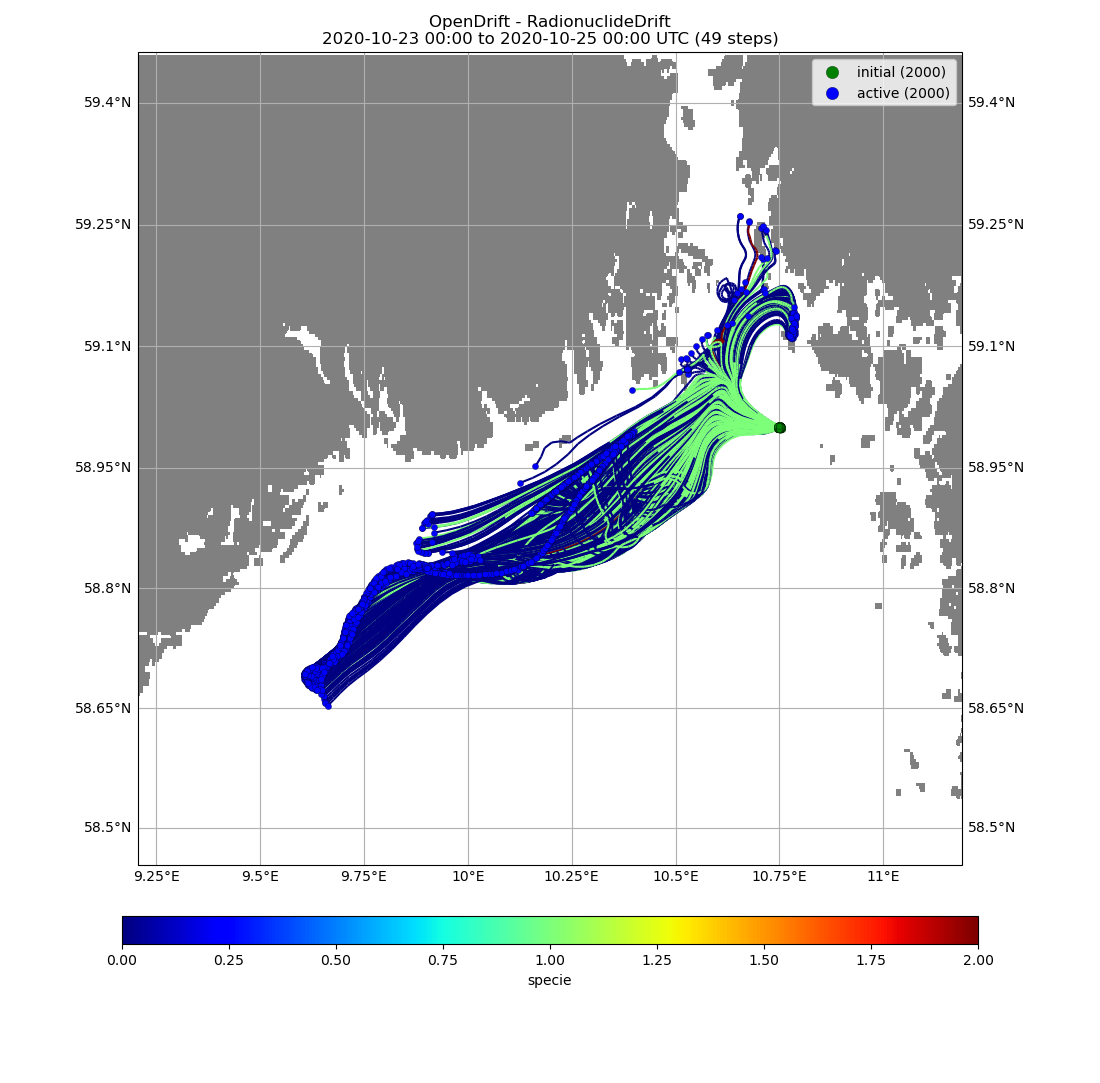 OpenDrift - RadionuclideDrift
2020-10-23 00:00 to 2020-10-25 00:00 UTC (49 steps)
initial (2000)
active (2000)
59.4°N
59.4°N
59.25°N
59.25°N
59.1°N
59.1°N
58.95°N
58.95°N
58.8°N
58.8°N
58.65°N
58.65°N
58.5°N
58.5°N
9.25°E 9.5°E 9.75°E 10°E 10.25°E 10.5°E 10.75°E 11°E
0.00 0.25 0.50 0.75 1.00 1.25 1.50 1.75 2.00
specie